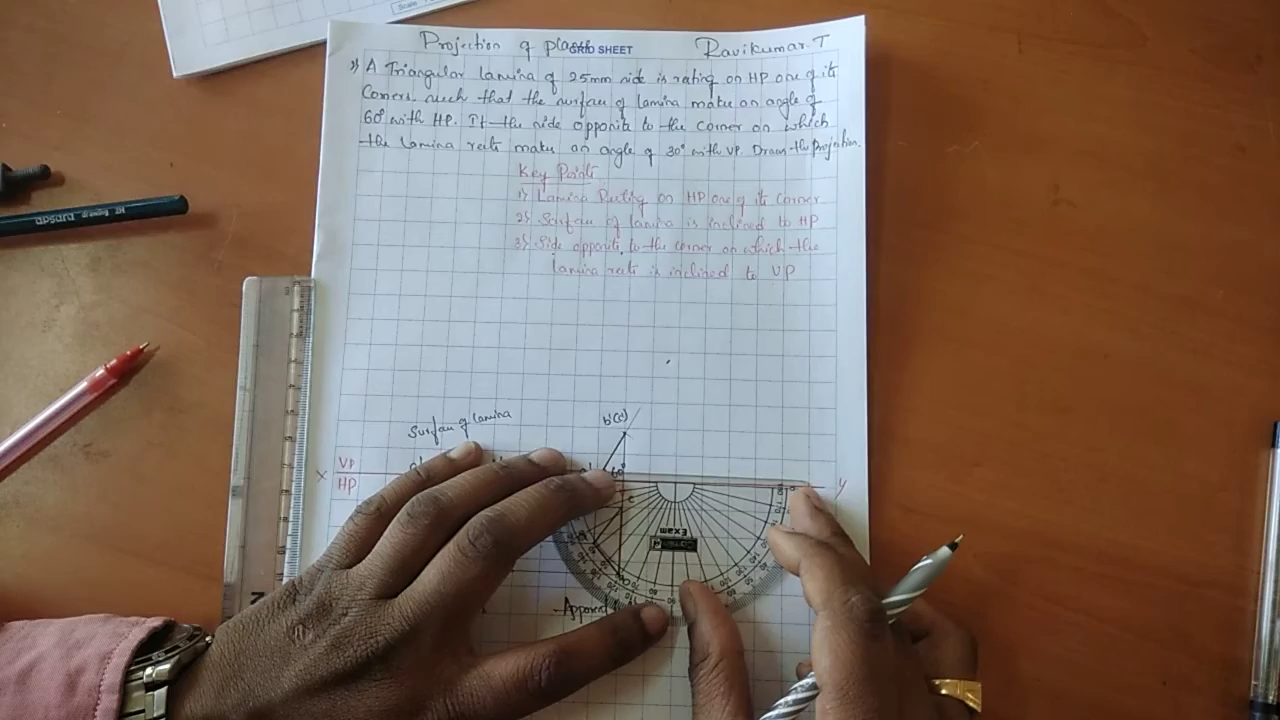 Projection of planes GRID SHEET Ravikumar.T
A Triangular lamina of 25mm side is resting on HP one of its
Corners. such that the surface of lamina make an angle of
60° with HP. If the side opposite to the corner on which
the lamina rests makes an angle of 30° with VP. Draw the projection.
Key Points
1) Lamina Resting on HP one of its corner
2) Surface of lamina is inclined to HP
3) Side opposite to the corner on which the
lamina rests is inclined to VP
Surface of lamina
b'(c')
60°
X VP
HP
Y
c
Exam
Apparent
Scale